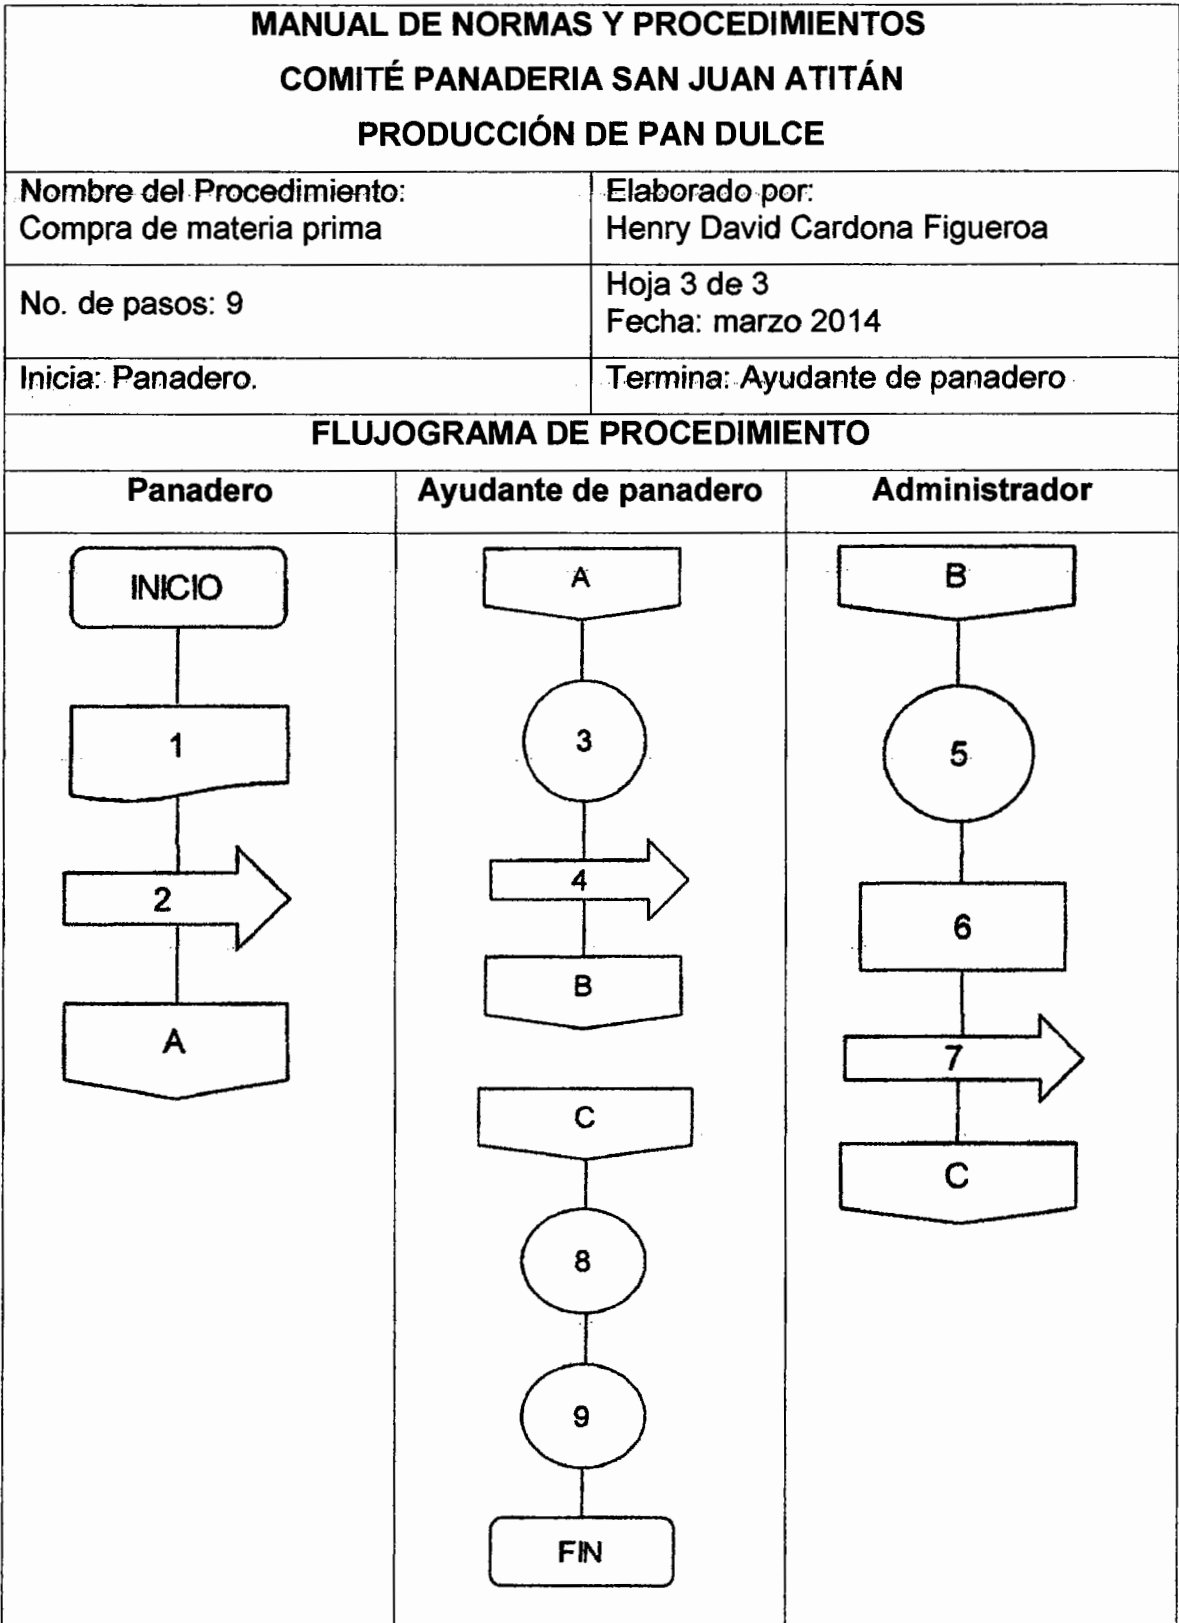 MANUAL DE NORMAS Y PROCEDIMIENTOS
COMITÉ PANADERIA SAN JUAN ATITÁN
PRODUCCIÓN DE PAN DULCE
Nombre del Procedimiento:
Compra de materia prima
Elaborado por:
Henry David Cardona Figueroa
No. de pasos: 9
Hoja 3 de 3
Fecha: marzo 2014
Inicia: Panadero.
Termina: Ayudante de panadero
FLUJOGRAMA DE PROCEDIMIENTO
Panadero
Ayudante de panadero
Administrador
INICIO
1
2
A
A
3
4
B
C
8
9
FIN
B
5
6
7
C